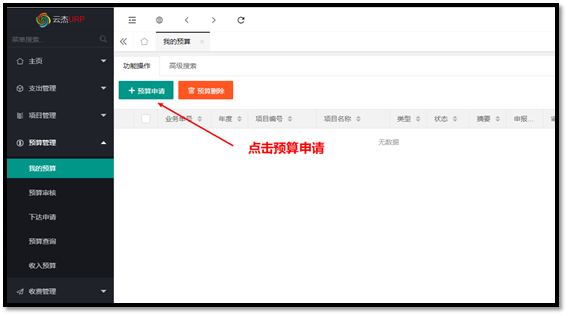 云杰URP
菜单搜索...
主页
支出管理
项目管理
预算管理
我的预算
预算审核
下达申请
预算查询
收入预算
收费管理
我的预算
功能操作 高级搜索
+ 预算申请 预算删除
业务单号 年度 项目编号 项目名称 类型 状态 摘要 申报...
无数据
点击预算申请